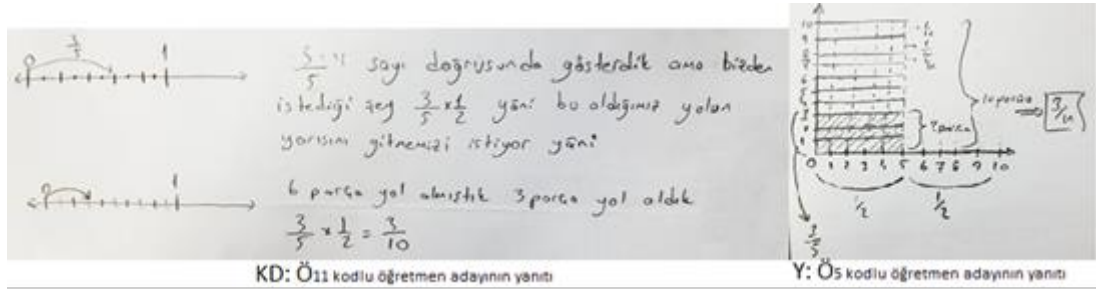 3/5
0 1
3/5 'i sayı doğrusunda gösterdik ama bizden
istediği şey 3/5 x 1/2 yani bu aldığımız yolun
yarısını gitmemizi istiyor yani
0 1
6 parça yol almıştık 3 parça yol aldık
3/5 x 1/2 = 3/10
KD: Ö11 kodlu öğretmen adayının yanıtı
10
9
6
0 1 2 3 4 5 6 7 8 9 10
10 parça
1/2 1/2
3/5
Y: Ö5 kodlu öğretmen adayının yanıtı